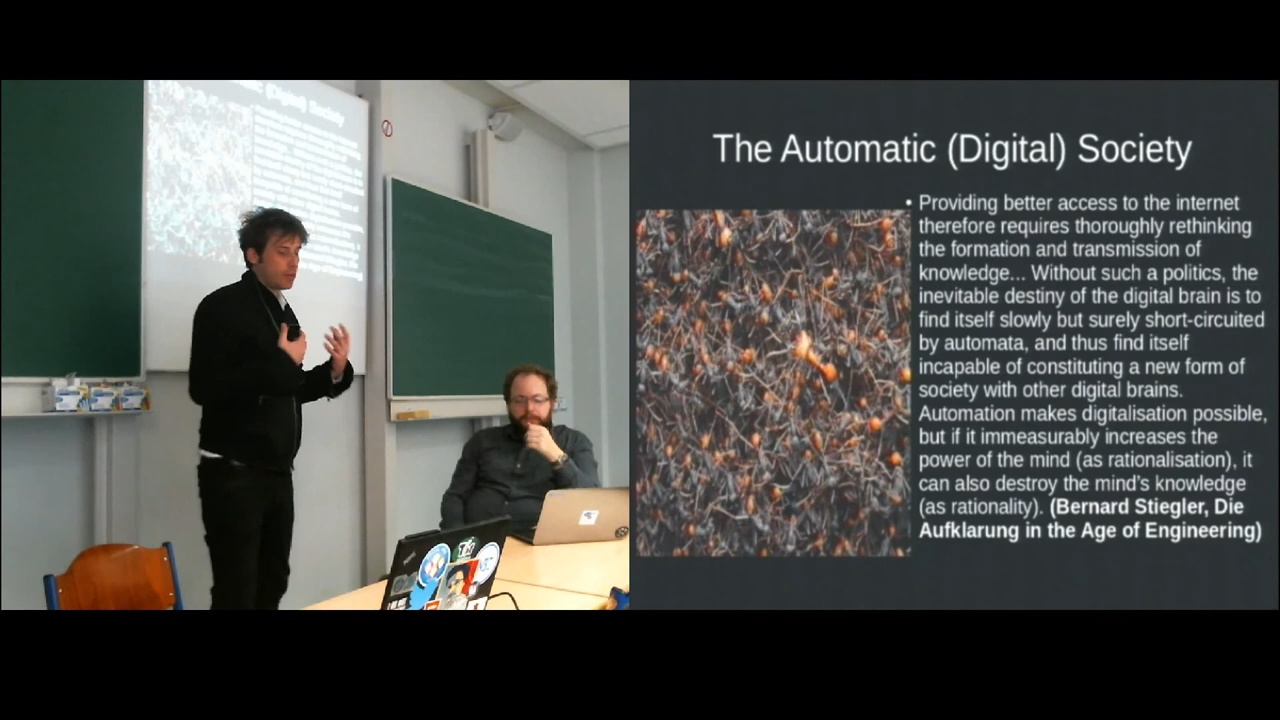 The Automatic (Digital) Society
• Providing better access to the internet
therefore requires thoroughly rethinking
the formation and transmission of
knowledge... Without such a politics, the
inevitable destiny of the digital brain is to
find itself slowly but surely short-circuited
by automata, and thus find itself
incapable of constituting a new form of
society with other digital brains.
Automation makes digitalisation possible,
but if it immeasurably increases the
power of the mind (as rationalisation), it
can also destroy the mind's knowledge
(as rationality). (Bernard Stiegler, Die
Aufklarung in the Age of Engineering)